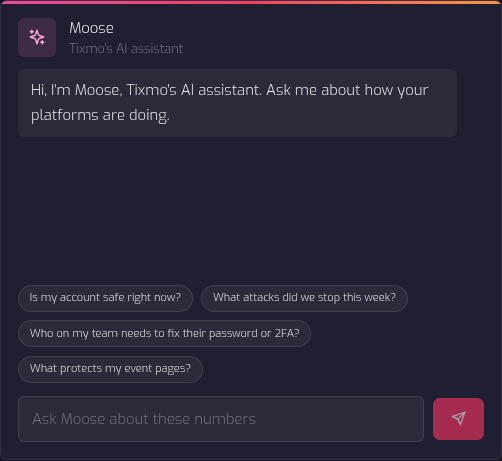 Moose
Tixmo's AI assistant
Hi, I'm Moose, Tixmo's AI assistant. Ask me about how your
platforms are doing.
Is my account safe right now?
What attacks did we stop this week?
Who on my team needs to fix their password or 2FA?
What protects my event pages?
Ask Moose about these numbers